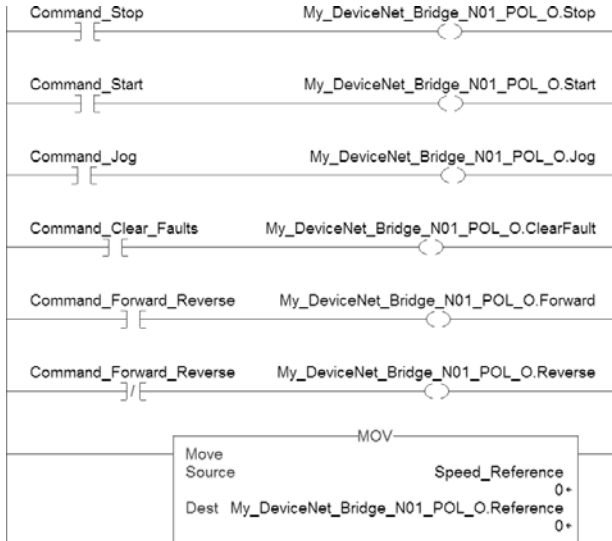 Command_Stop My_DeviceNet_Bridge_N01_POL_O.Stop
Command_Start My_DeviceNet_Bridge_N01_POL_O.Start
Command_Jog My_DeviceNet_Bridge_N01_POL_O.Jog
Command_Clear_Faults My_DeviceNet_Bridge_N01_POL_O.ClearFault
Command_Forward_Reverse My_DeviceNet_Bridge_N01_POL_O.Forward
Command_Forward_Reverse My_DeviceNet_Bridge_N01_POL_O.Reverse
MOV
Move
Source Speed_Reference
0
Dest My_DeviceNet_Bridge_N01_POL_O.Reference
0